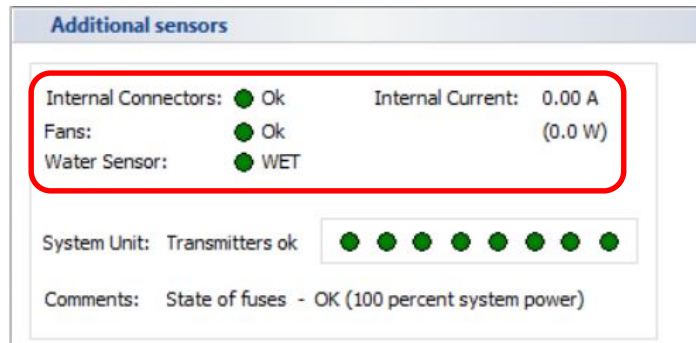 Additional sensors
Internal Connectors: Ok Internal Current: 0.00 A
Fans: Ok (0.0 W)
Water Sensor: WET
System Unit: Transmitters ok
Comments: State of fuses - OK (100 percent system power)